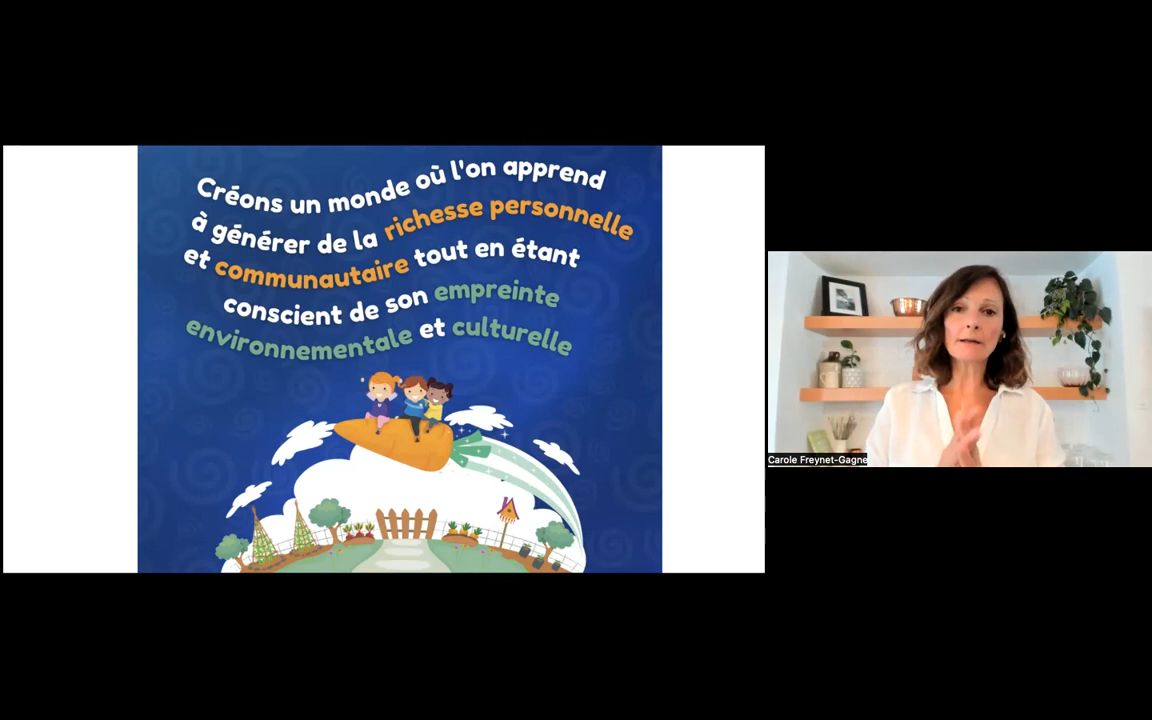 Créons un monde où l'on apprend
à générer de la richesse personnelle
et communautaire tout en étant
conscient de son empreinte
environnementale et culturelle
Carole Freynet-Gagne